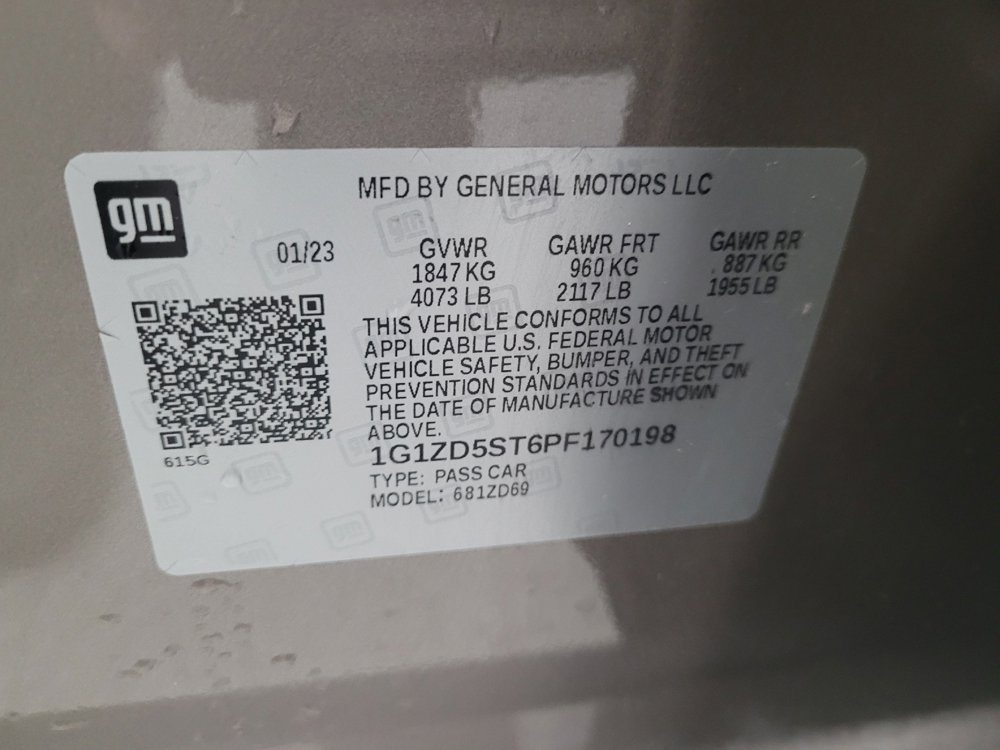 gm
MFD BY GENERAL MOTORS LLC
01/23 GVWR GAWR FRT GAWR RR
1847 KG 960 KG 887 KG
4073 LB 2117 LB 1955 LB
THIS VEHICLE CONFORMS TO ALL
APPLICABLE U.S. FEDERAL MOTOR
VEHICLE SAFETY, BUMPER, AND THEFT
PREVENTION STANDARDS IN EFFECT ON
THE DATE OF MANUFACTURE SHOWN
ABOVE.
1G1ZD5ST6PF170198
615G
TYPE: PASS CAR
MODEL: 681ZD69